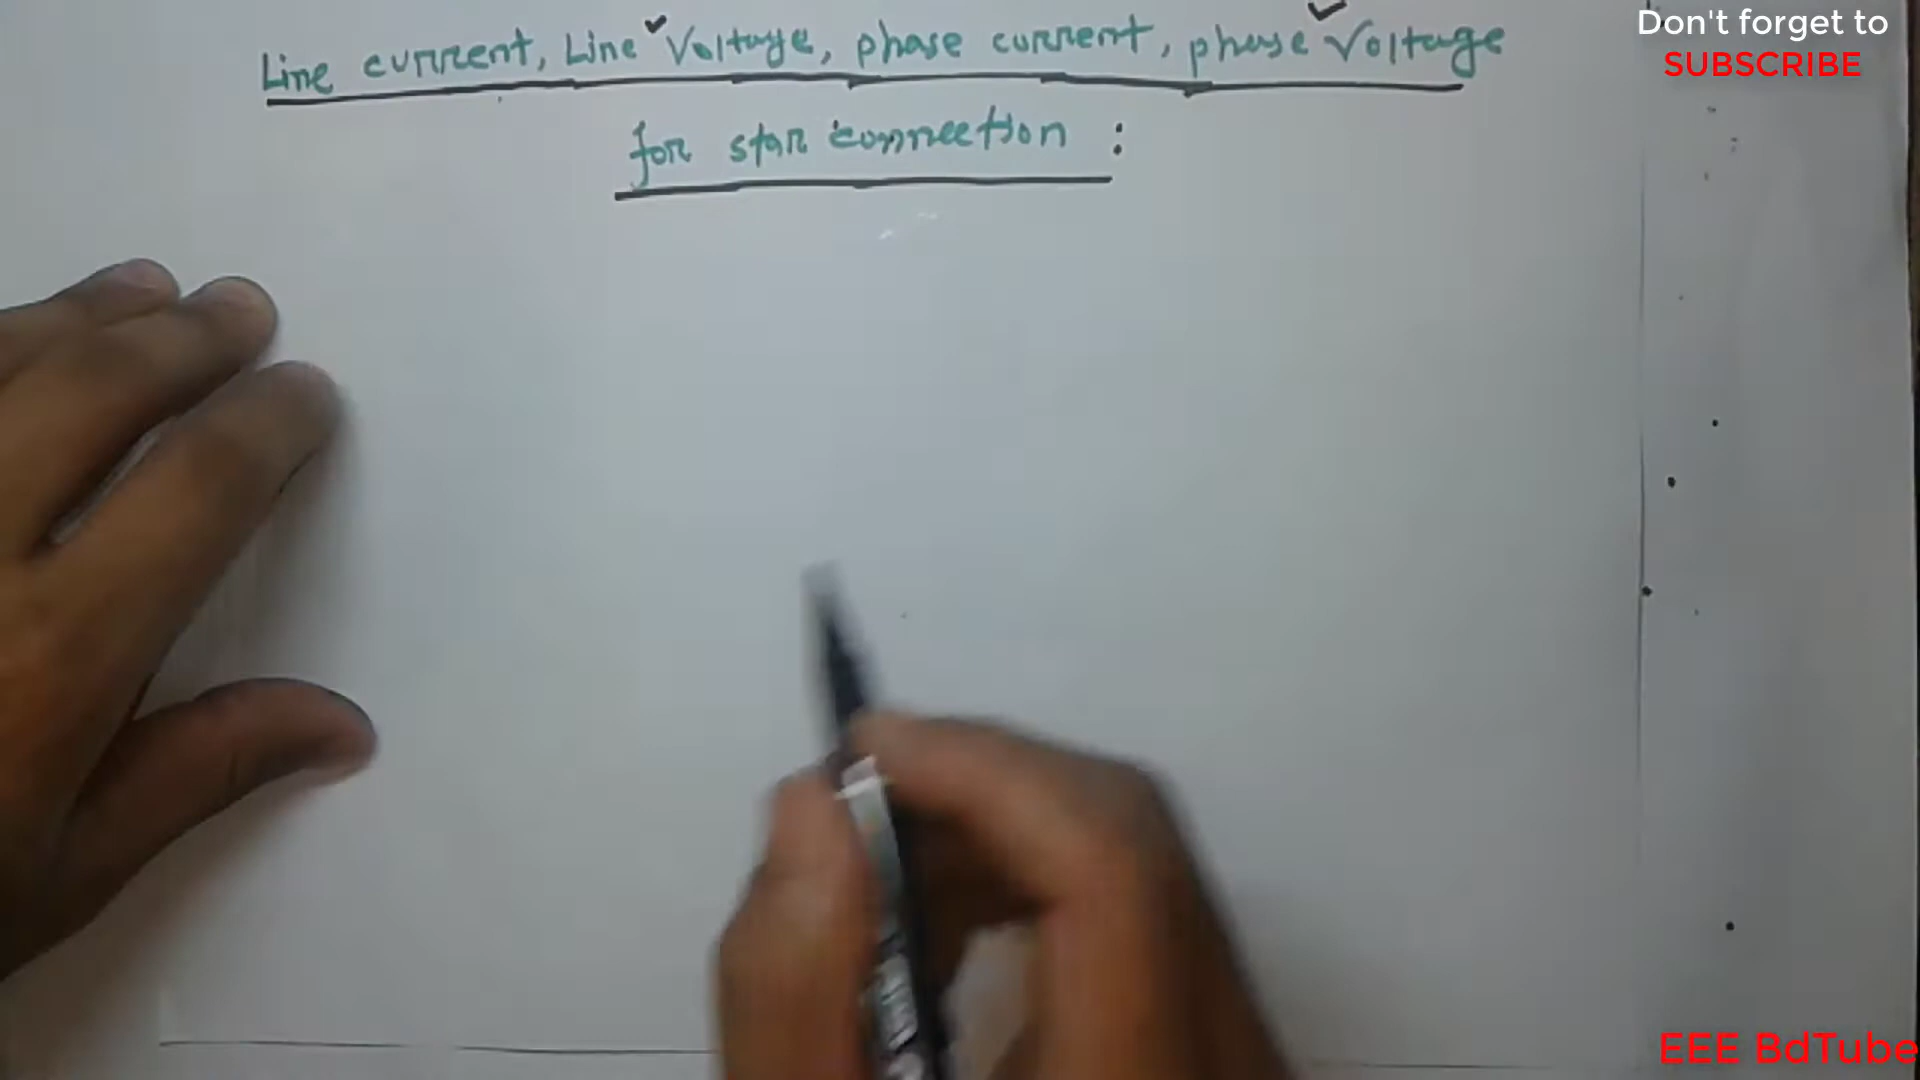 Line current, Line Voltage, phase current, phase Voltage
for star connection :
Don't forget to
SUBSCRIBE
EEE BdTube